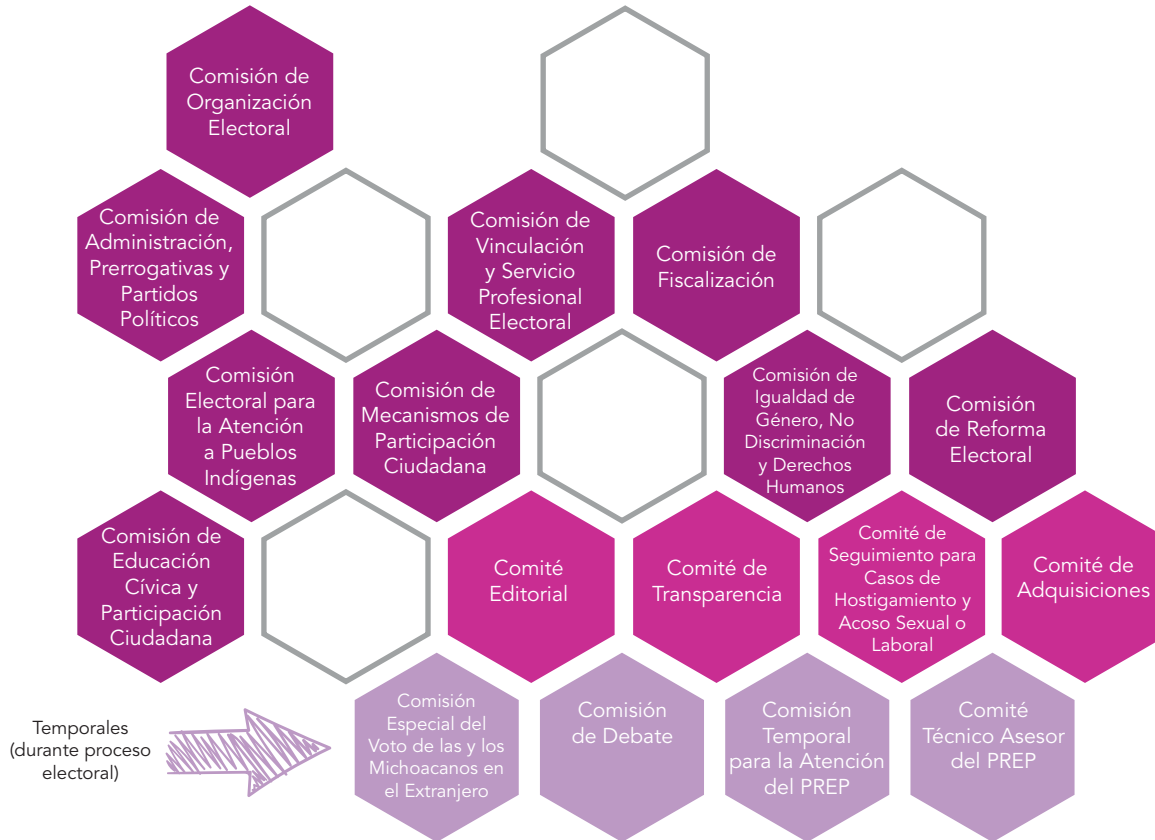 Comisión de
Organización
Electoral
Comisión de
Administración,
Prerrogativas y
Partidos
Políticos
Comisión de
Vinculación
y Servicio
Profesional
Electoral
Comisión de
Fiscalización
Comisión
Electoral para
la Atención
a Pueblos
Indígenas
Comisión de
Mecanismos de
Participación
Ciudadana
Comisión de
Igualdad de
Género, No
Discriminación
y Derechos
Humanos
Comisión
de Reforma
Electoral
Comisión de
Educación
Cívica y
Participación
Ciudadana
Comité
Editorial
Comité de
Transparencia
Comité de
Seguimiento para
Casos de
Hostigamiento y
Acoso Sexual o
Laboral
Comité de
Adquisiciones
Temporales
(durante proceso
electoral)
Comisión
Especial del
Voto de las y los
Michoacanos en
el Extranjero
Comisión
de Debate
Comisión
Temporal
para la Atención
del PREP
Comité
Técnico Asesor
del PREP